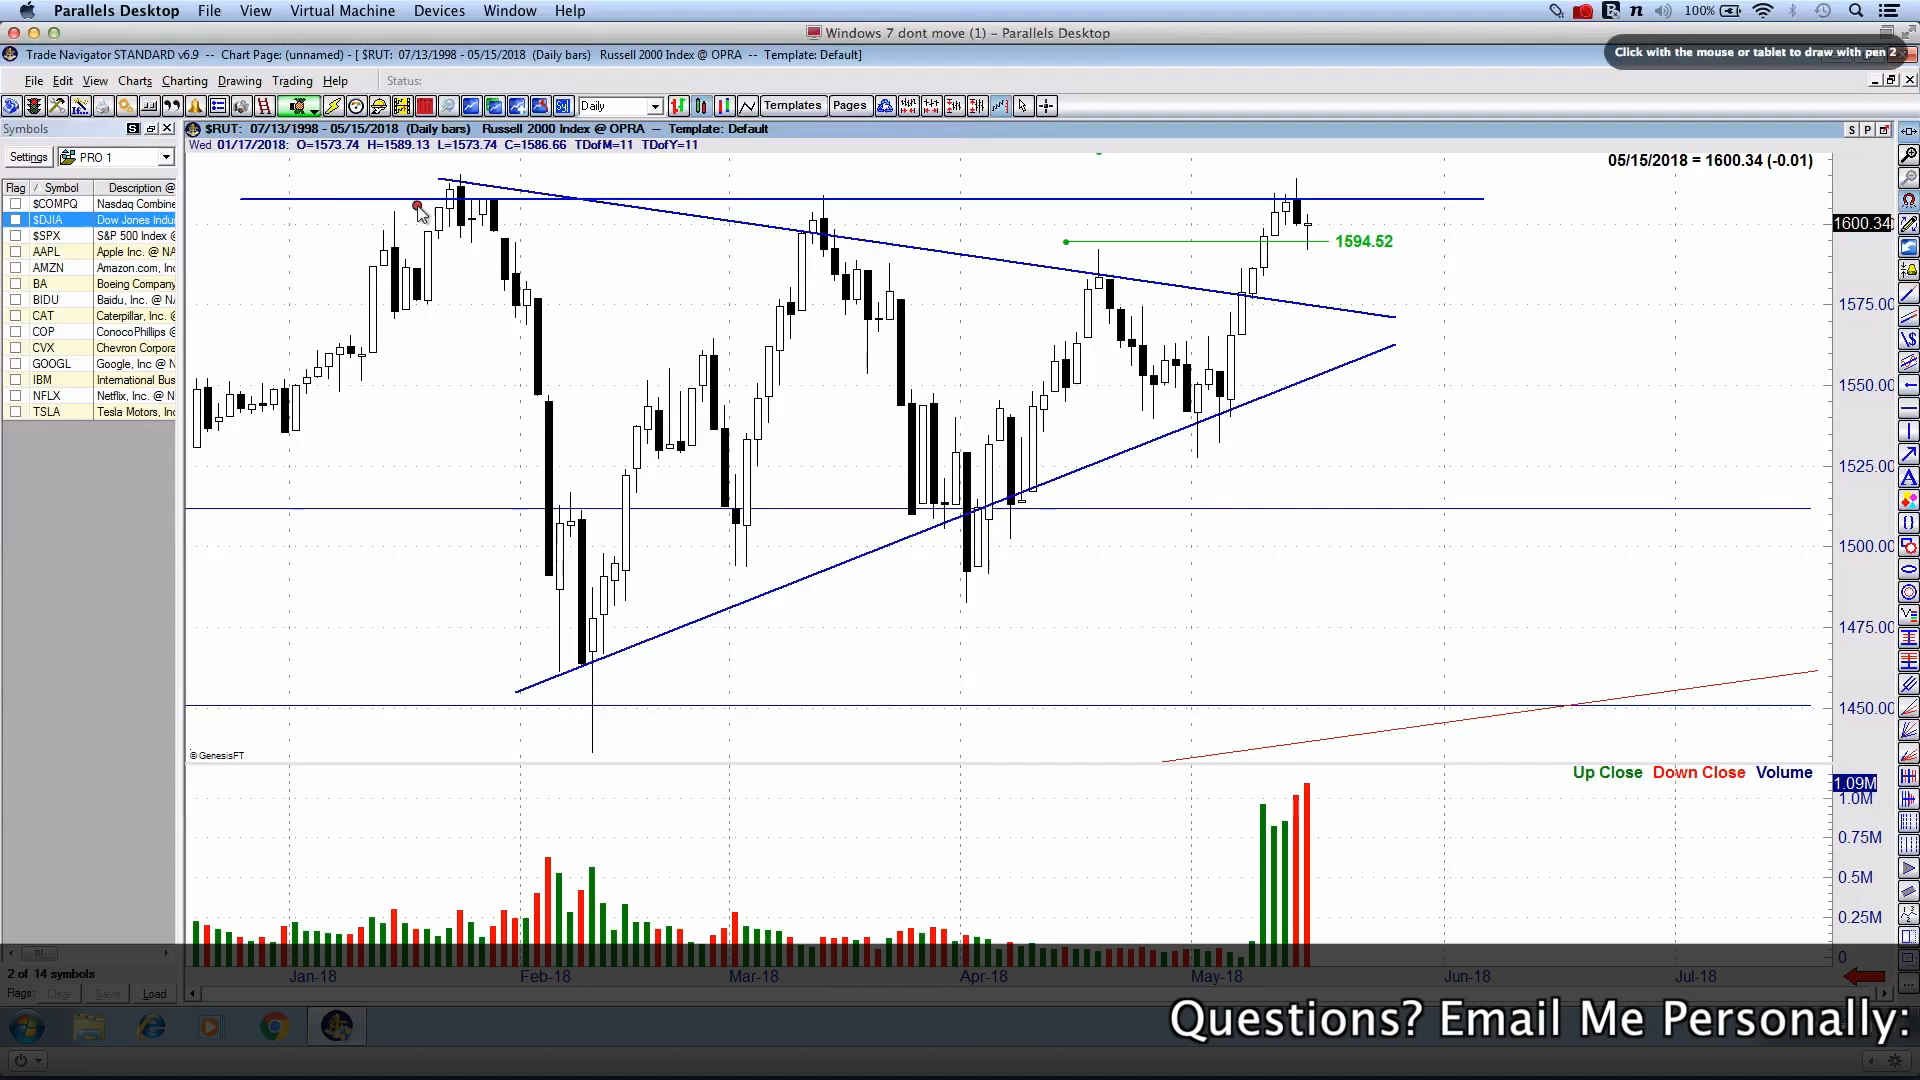 Parallels Desktop File View Virtual Machine Devices Window Help
100%
Windows 7 dont move (1) - Parallels Desktop
Trade Navigator STANDARD v6.9 -- Chart Page: (unnamed) - [ $RUT: 07/13/1998 - 05/15/2018 (Daily bars) Russell 2000 Index @ OPRA -- Template: Default]
Click with the mouse or tablet to draw with pen 2
File Edit View Charts Charting Drawing Trading Help Status:
Daily Templates Pages
Symbols S
$RUT: 07/13/1998 - 05/15/2018 (Daily bars) Russell 2000 Index @ OPRA -- Template: Default
S P
Wed 01/17/2018: O=1573.74 H=1589.13 L=1573.74 C=1586.66 TDofM=11 TDofY=11
Settings PRO 1
05/15/2018 = 1600.34 (-0.01)
Flag Symbol Description @
$COMPQ Nasdaq Combine
$DJIA Dow Jones Indu
$SPX S&P 500 Index @
AAPL Apple Inc. @ NA
AMZN Amazon.com, Inc
BA Boeing Company
BIDU Baidu, Inc. @ NA
CAT Caterpillar, Inc. @
COP ConocoPhillips @
CVX Chevron Corpora
GOOGL Google, Inc @ N
IBM International Bus
NFLX Netflix, Inc. @ N
TSLA Tesla Motors, Inc
1600.34
1594.52
1575.00
1550.00
1525.00
1500.00
1475.00
1450.00
© GenesisFT
Up Close Down Close Volume
1.09M
1.0M
0.75M
0.5M
0.25M
0
Jan-18 Feb-18 Mar-18 Apr-18 May-18 Jun-18 Jul-18
2 of 14 symbols
Flags: Clear Save Load
Questions? Email Me Personally: